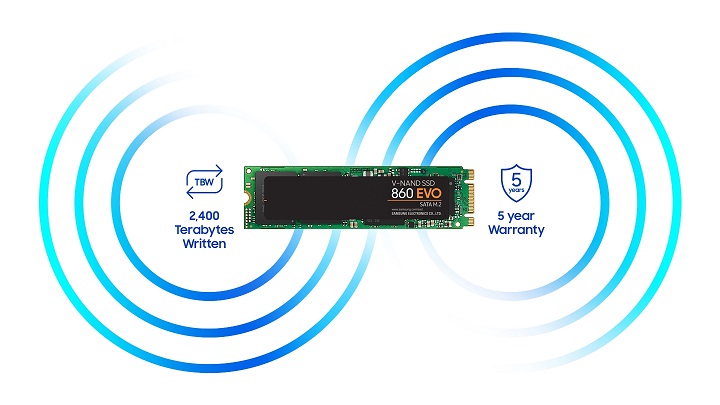 TBW
2,400
Terabytes
Written
V-NAND SSD
860 EVO
SATA M.2
SAMSUNG ELECTRONICS CO., LTD.
5
years
5 year
Warranty